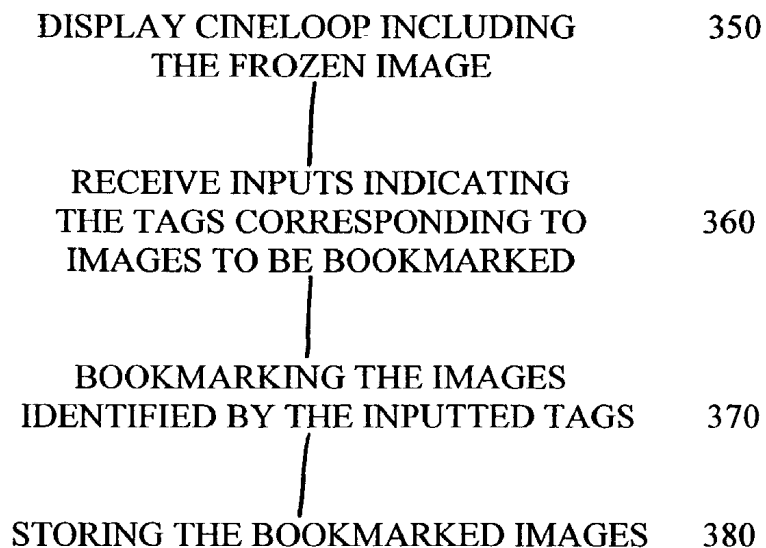 DISPLAY CINELOOP INCLUDING 350
THE FROZEN IMAGE
RECEIVE INPUTS INDICATING
THE TAGS CORRESPONDING TO 360
IMAGES TO BE BOOKMARKED
BOOKMARKING THE IMAGES
IDENTIFIED BY THE INPUTTED TAGS 370
STORING THE BOOKMARKED IMAGES 380